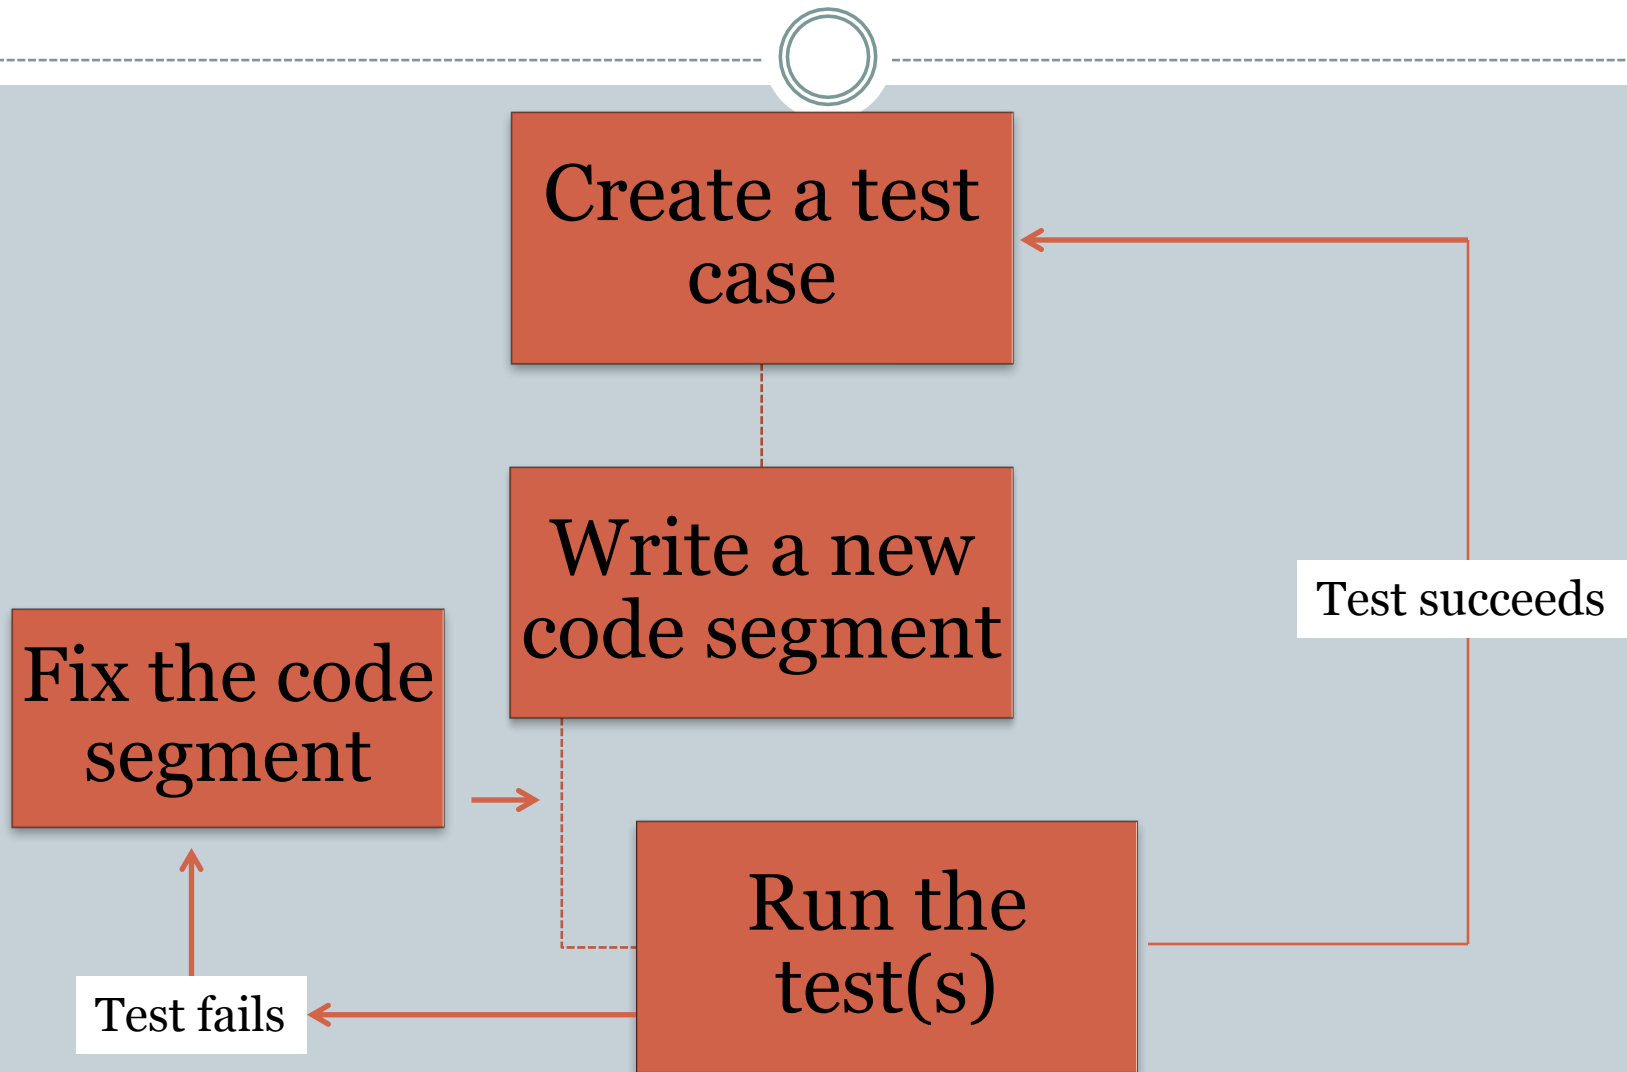 Create a test
case
Write a new
code segment
Test succeeds
Fix the code
segment
Run the
test(s)
Test fails